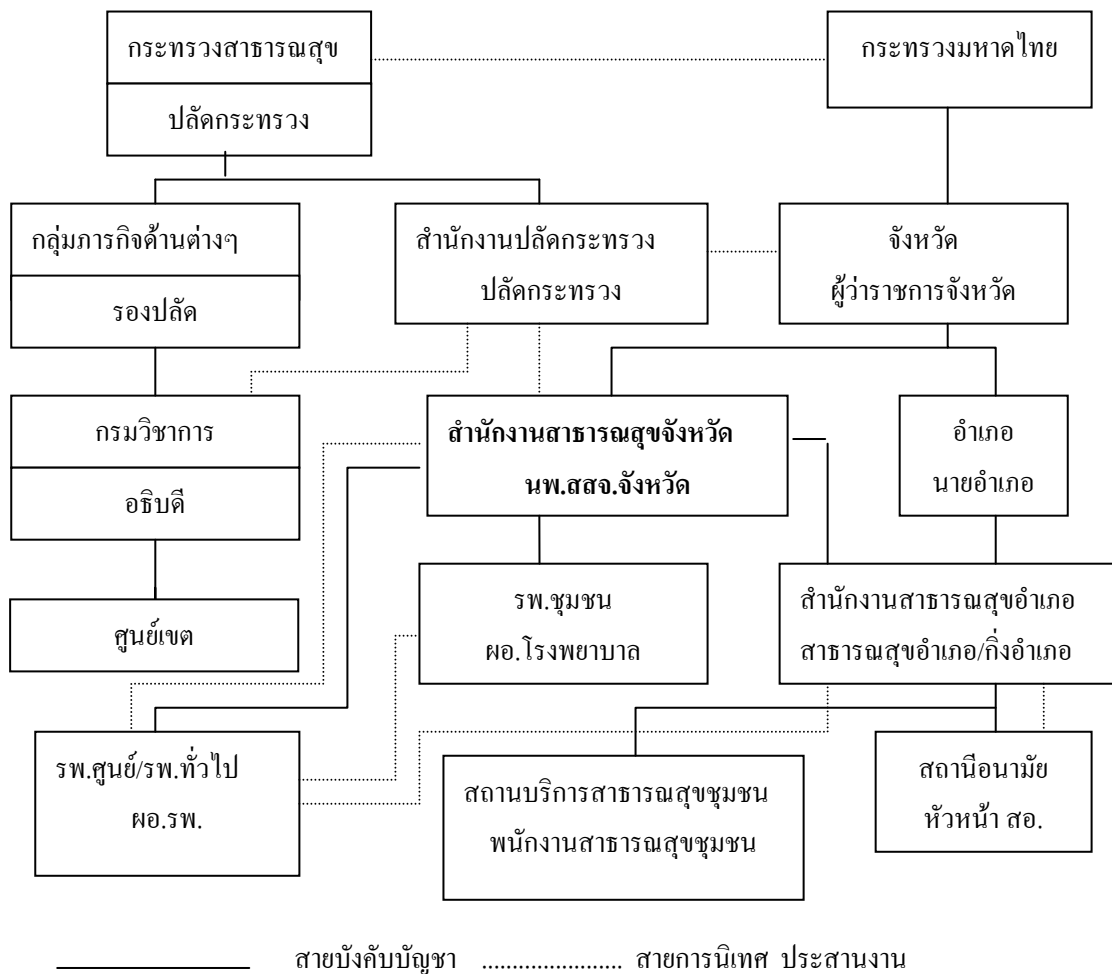 กระทรวงสาธารณสุข
ปลัดกระทรวง
กระทรวงมหาดไทย
กลุ่มภารกิจด้านต่างๆ
รองปลัด
สำนักงานปลัดกระทรวง
ปลัดกระทรวง
จังหวัด
ผู้ว่าราชการจังหวัด
กรมวิชาการ
อธิบดี
สำนักงานสาธารณสุขจังหวัด
นพ.สสจ.จังหวัด
อำเภอ
นายอำเภอ
ศูนย์เขต
รพ.ชุมชน
ผอ.โรงพยาบาล
สำนักงานสาธารณสุขอำเภอ
สาธารณสุขอำเภอ/กิ่งอำเภอ
รพ.ศูนย์/รพ.ทั่วไป
ผอ.รพ.
สถานบริการสาธารณสุขชุมชน
พนักงานสาธารณสุขชุมชน
สถานีอนามัย
หัวหน้า สอ.
สายบังคับบัญชา ...................... สายการนิเทศ ประสานงาน